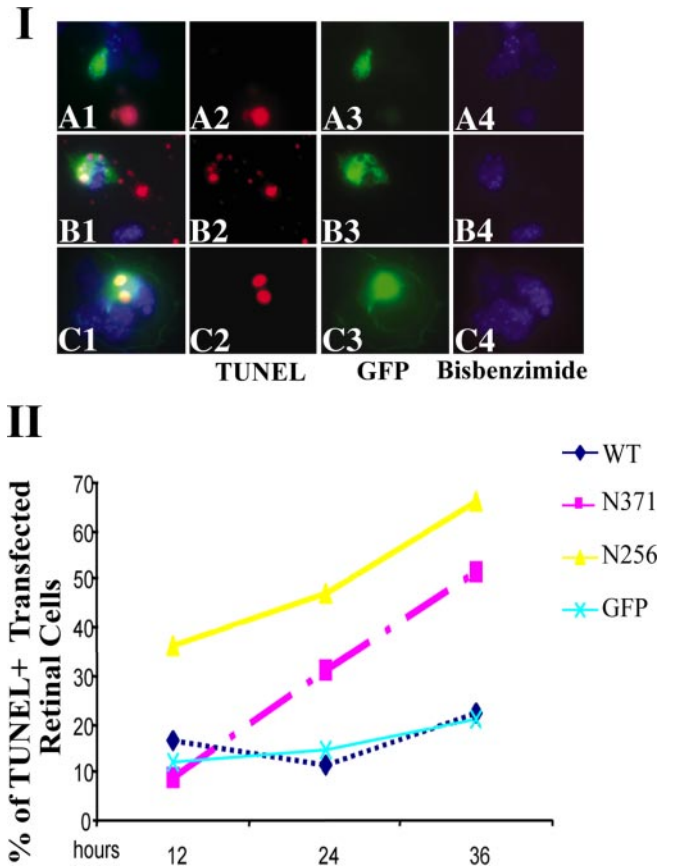 I
A1 A2 A3 A4
B1 B2 B3 B4
C1 C2 C3 C4
TUNEL GFP Bisbenzimide
II
% of TUNEL+ Transfected
Retinal Cells
70
60
50
40
30
20
10
0
hours 12 24 36
WT
N371
N256
GFP